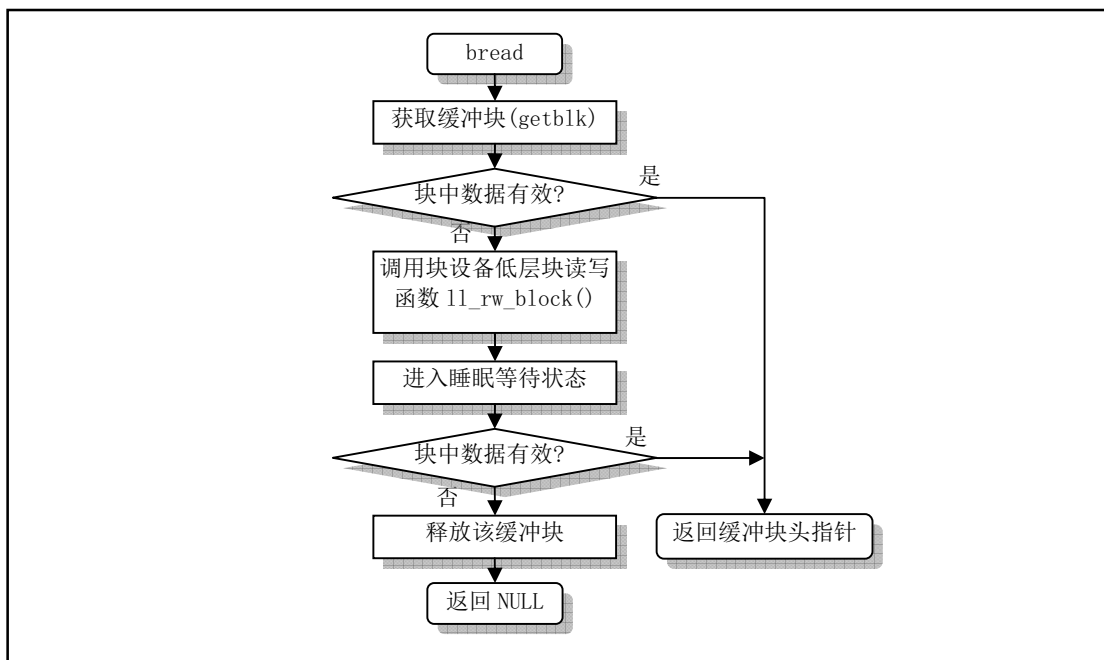 bread
获取缓冲块(getblk)
块中数据有效?
是
否
调用块设备低层块读写
函数 ll_rw_block()
进入睡眠等待状态
块中数据有效?
是
否
释放该缓冲块
返回缓冲块头指针
返回 NULL